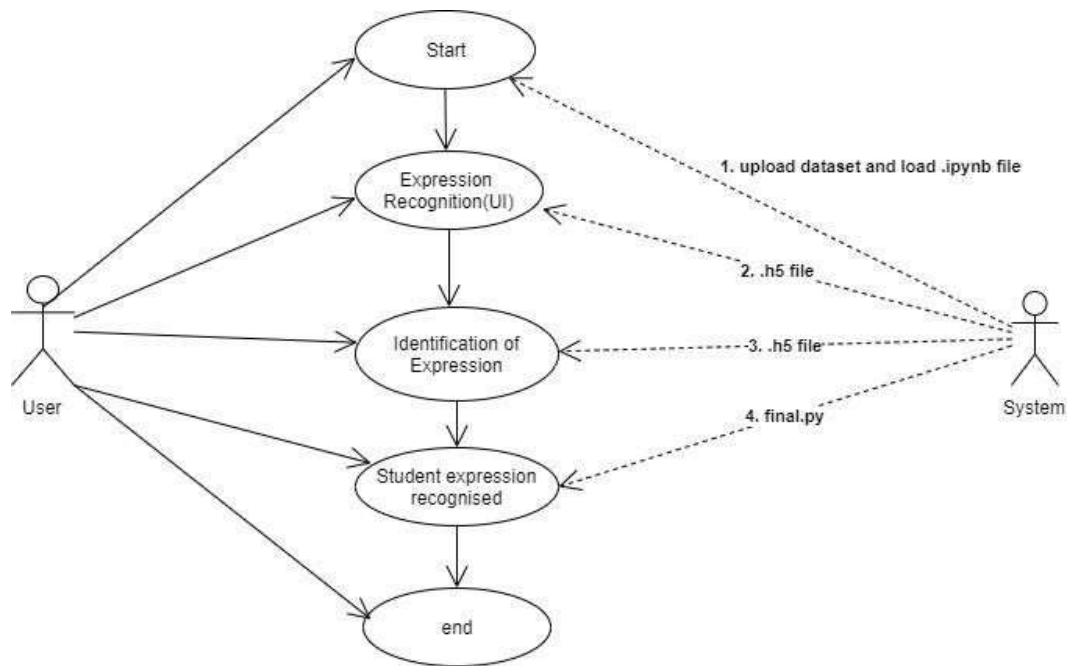 Start
1. upload dataset and load .ipynb file
Expression
Recognition(UI)
2. .h5 file
Identification of
Expression
3. .h5 file
User
System
4. final.py
Student expression
recognised
end